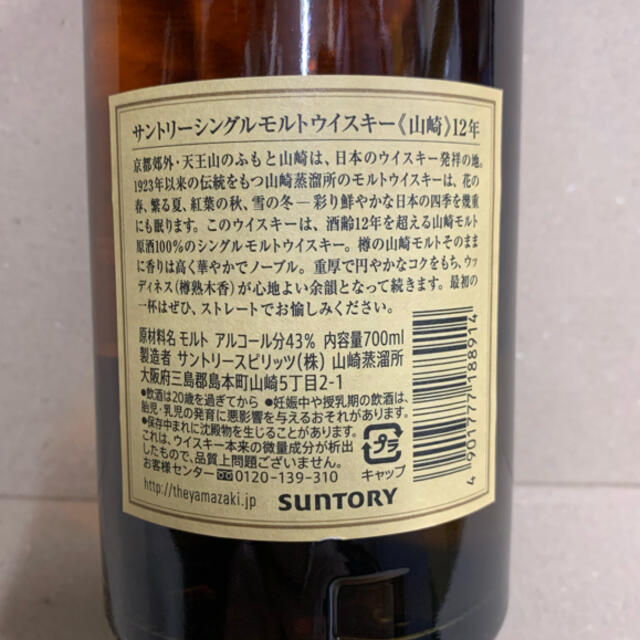 サントリーシングルモルトウイスキー《山崎》12年
京都郊外・天王山のふもと山崎は、日本のウイスキー発祥の地。
1923年以来の伝統をもつ山崎蒸溜所のモルトウイスキーは、花の
春、繁る夏、紅葉の秋、雪の冬―彩り鮮やかな日本の四季を幾重
にも眠ります。このウイスキーは、酒齢12年を超える山崎モルト
原酒100%のシングルモルトウイスキー。樽の山崎モルトそのまま
に香りは高く華やかでノーブル。重厚で円やかなコクをもち、ウッ
ディネス(樽熟木香)が心地よい余韻となって続きます。最初の
一杯はぜひ、ストレートでお愉しみください。
原材料名 モルト アルコール分43% 内容量700ml
製造者 サントリースピリッツ(株) 山崎蒸溜所
大阪府三島郡島本町山崎5丁目2-1
●飲酒は20歳を過ぎてから ●妊娠中や授乳期の飲酒は、
胎児・乳児の発育に悪影響を与えるおそれがあります。
●保存中まれに沈殿物を生じることがあります。
これは、ウイスキー本来の微量成分が析出
したもので、品質上問題ございません。
お客様センター 0120-139-310
http://theyamazaki.jp
SUNTORY
プラ
キャップ
4 901777 188914